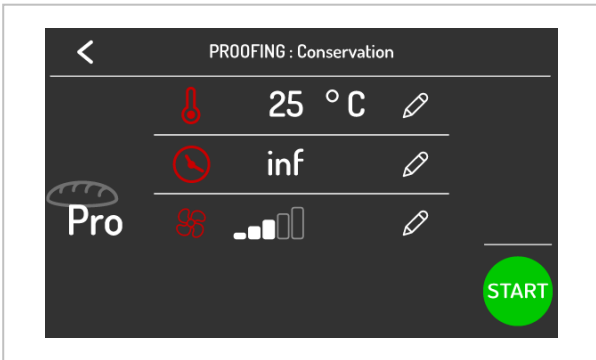 PROOFING : Conservation
25 °C
inf
Pro
START